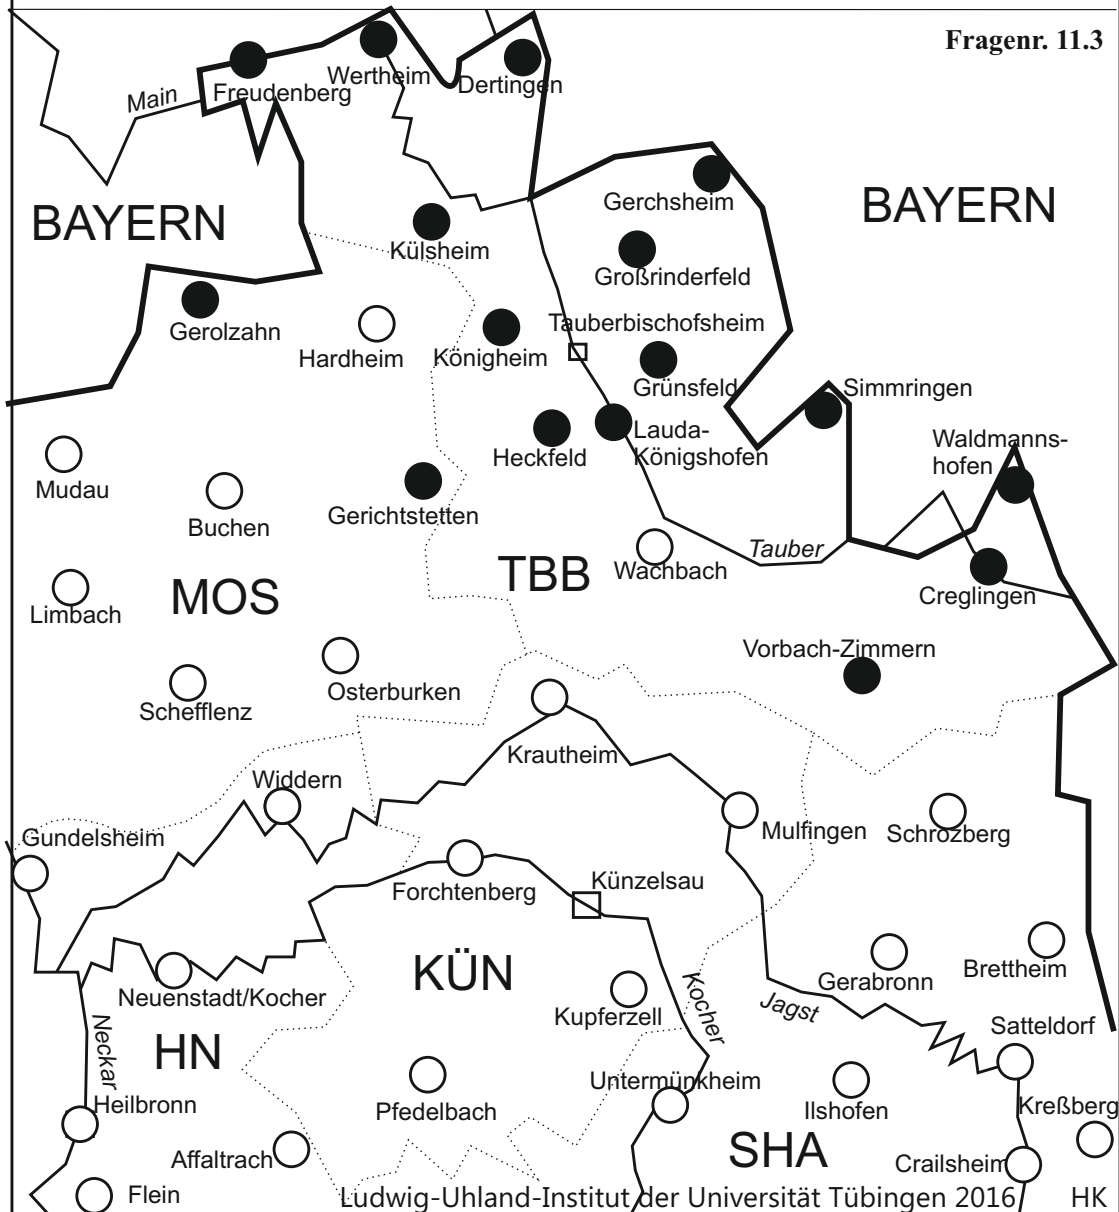 Fragenr. 11.3
Wertheim
Dertingen
Freudenberg
Main
BAYERN
BAYERN
Gerchsheim
Külsheim
Großrinderfeld
Gerolzahn
Tauberbischofsheim
Hardheim
Königheim
Grünsfeld
Simmringen
Lauda-
Königshofen
Heckfeld
Waldmanns-
hofen
Mudau
Buchen
Gerichtstetten
Tauber
Wachbach
TBB
MOS
Creglingen
Limbach
Vorbach-Zimmern
Osterburken
Schefflenz
Krautheim
Widdern
Gundelsheim
Mulfingen
Schrozberg
Künzelsau
Forchtenberg
Brettheim
Gerabronn
KÜN
Neuenstadt/Kocher
Kocher
Jagst
Kupferzell
Satteldorf
Neckar
HN
Untermünkheim
Heilbronn
Pfedelbach
Ilshofen
Kreßberg
SHA
Affaltrach
Crailsheim
Flein
Ludwig-Uhland-Institut der Universität Tübingen 2016
HK